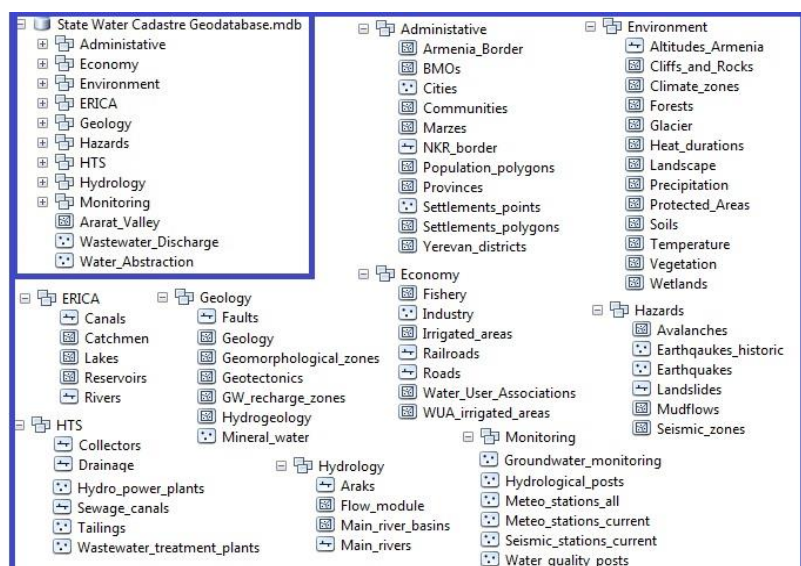 State Water Cadastre Geodatabase.mdb
Administative
Economy
Environment
ERICA
Geology
Hazards
HTS
Hydrology
Monitoring
Ararat_Valley
Wastewater_Discharge
Water_Abstraction
Administrative
Armenia_Border
BMOs
Cities
Communities
Marzes
NKR_border
Population_polygons
Provinces
Settlements_points
Settlements_polygons
Yerevan_districts
Environment
Altitudes_Armenia
Cliffs_and_Rocks
Climate_zones
Forests
Glacier
Heat_durations
Landscape
Precipitation
Protected_Areas
Soils
Temperature
Vegetation
Wetlands
ERICA
Canals
Catchmen
Lakes
Reservoirs
Rivers
Geology
Faults
Geology
Geomorphological_zones
Geotectonics
GW_recharge_zones
Hydrogeology
Mineral_water
Economy
Fishery
Industry
Irrigated_areas
Railroads
Roads
Water_User_Associations
WUA_irrigated_areas
Hazards
Avalanches
Earthqaukes_historic
Earthquakes
Landslides
Mudflows
Seismic_zones
HTS
Collectors
Drainage
Hydro_power_plants
Sewage_canals
Tailings
Wastewater_treatment_plants
Hydrology
Araks
Flow_module
Main_river_basins
Main_rivers
Monitoring
Groundwater_monitoring
Hydrological_posts
Meteo_stations_all
Meteo_stations_current
Seismic_stations_current
Water_quality_posts